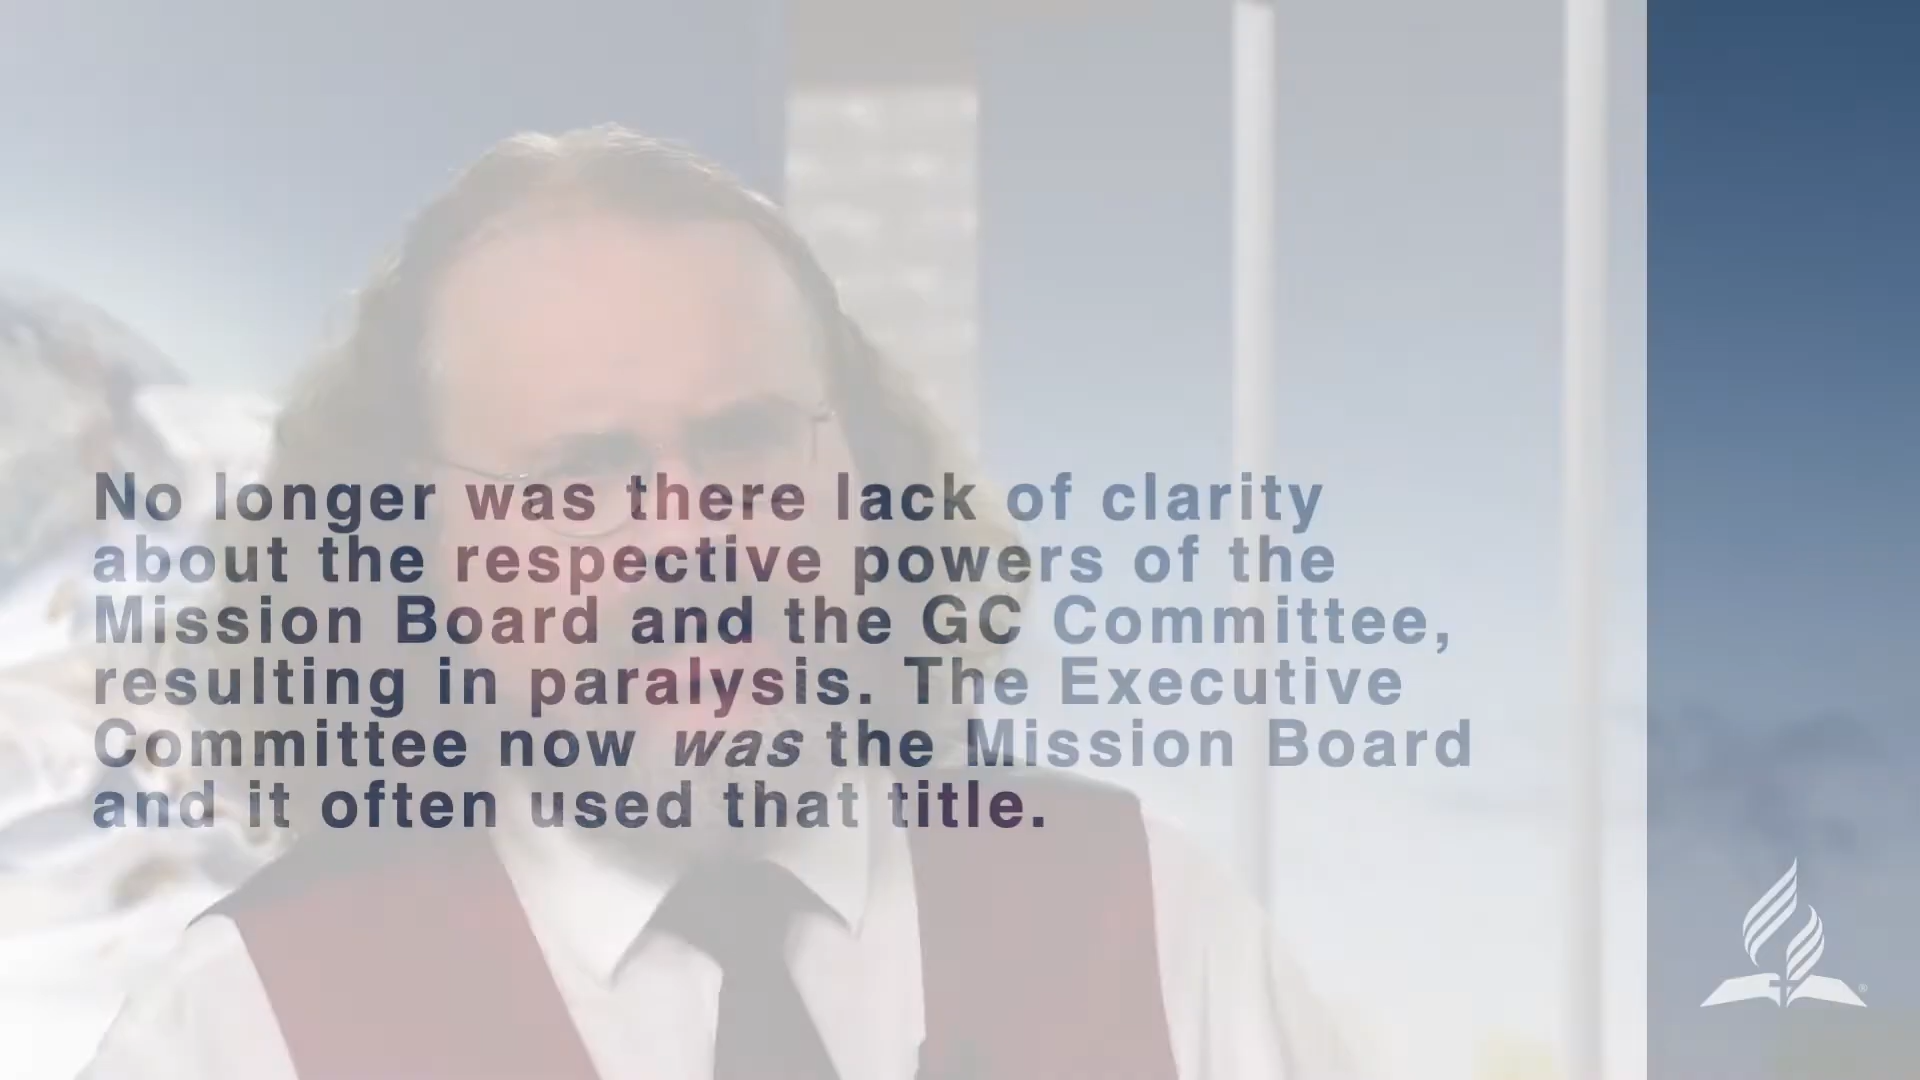 No longer was there lack of clarity
about the respective powers of the
Mission Board and the GC Committee,
resulting in paralysis. The Executive
Committee now was the Mission Board
and it often used that title.
®